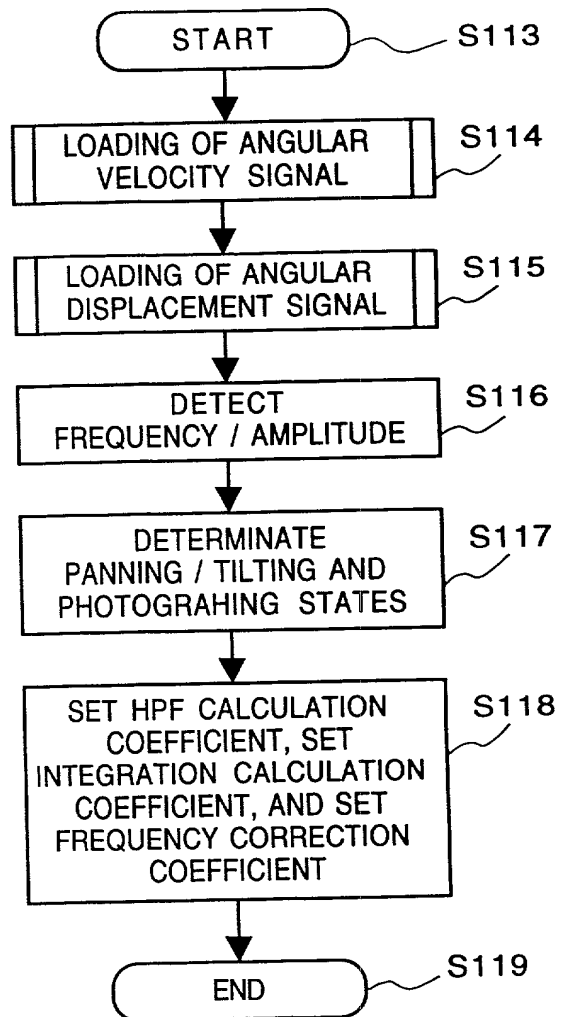 START
S113
LOADING OF ANGULAR
VELOCITY SIGNAL
S114
LOADING OF ANGULAR
DISPLACEMENT SIGNAL
S115
DETECT
FREQUENCY / AMPLITUDE
S116
DETERMINATE
PANNING / TILTING AND
PHOTOGRAHING STATES
S117
SET HPF CALCULATION
COEFFICIENT, SET
INTEGRATION CALCULATION
COEFFICIENT, AND SET
FREQUENCY CORRECTION
COEFFICIENT
S118
END
S119